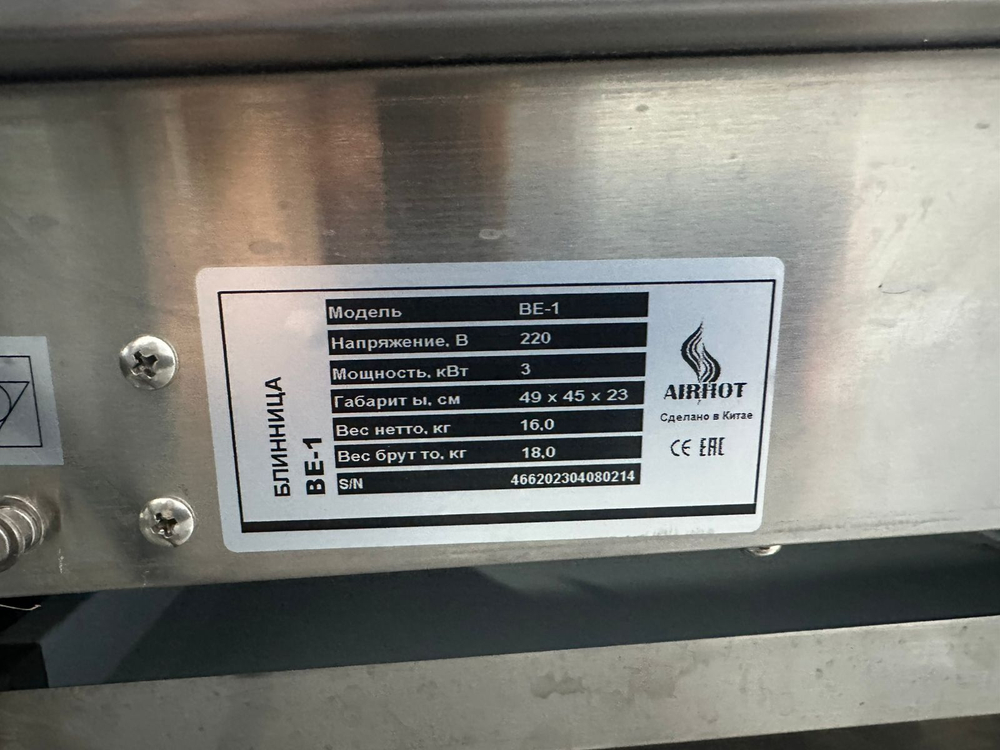 БЛИННИЦА
BE-1
Модель BE-1
Напряжение, В 220
Мощность, кВт 3
Габарит ы, см 49 x 45 x 23
Вес нетто, кг 16,0
Вес брут то, кг 18,0
S/N 466202304080214
AIRHOT
Сделано в Китае
CE EAC